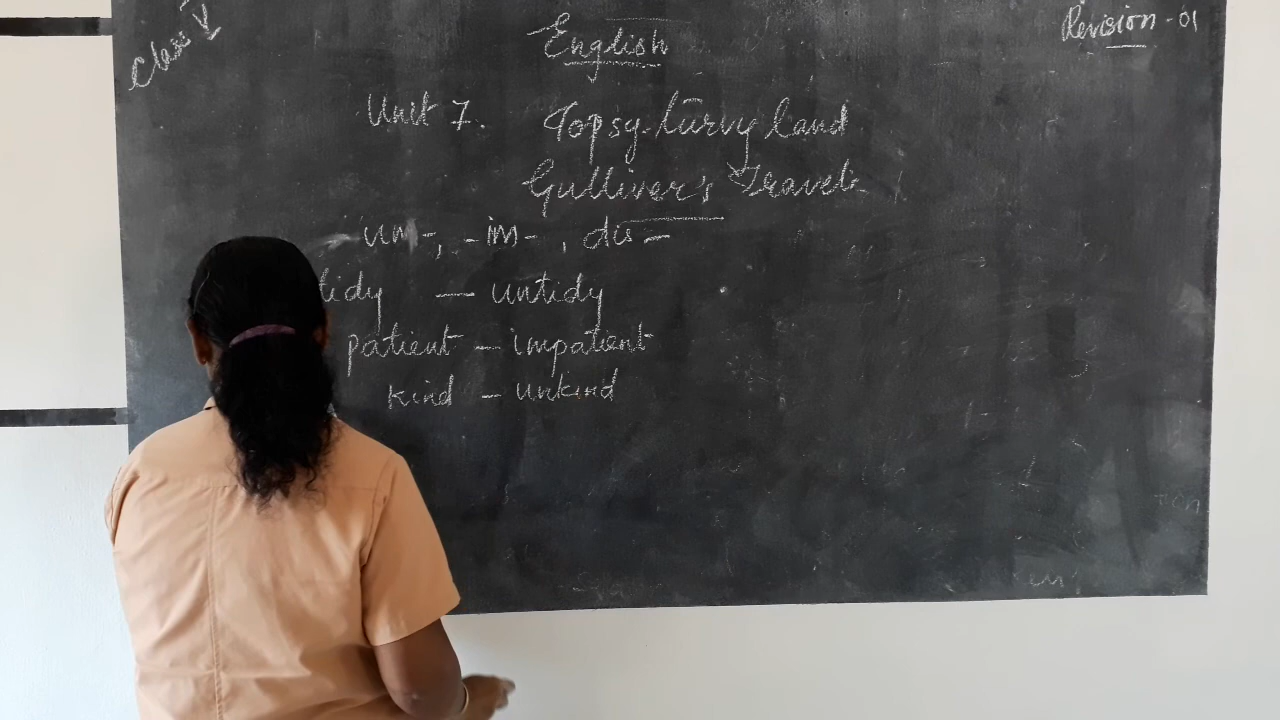 Class V
English
Revision - 01
Unit 7. Topsy-turvy land
Gulliver's Travels
un-, -im-, dis-
tidy — untidy
patient — impatient
kind — unkind